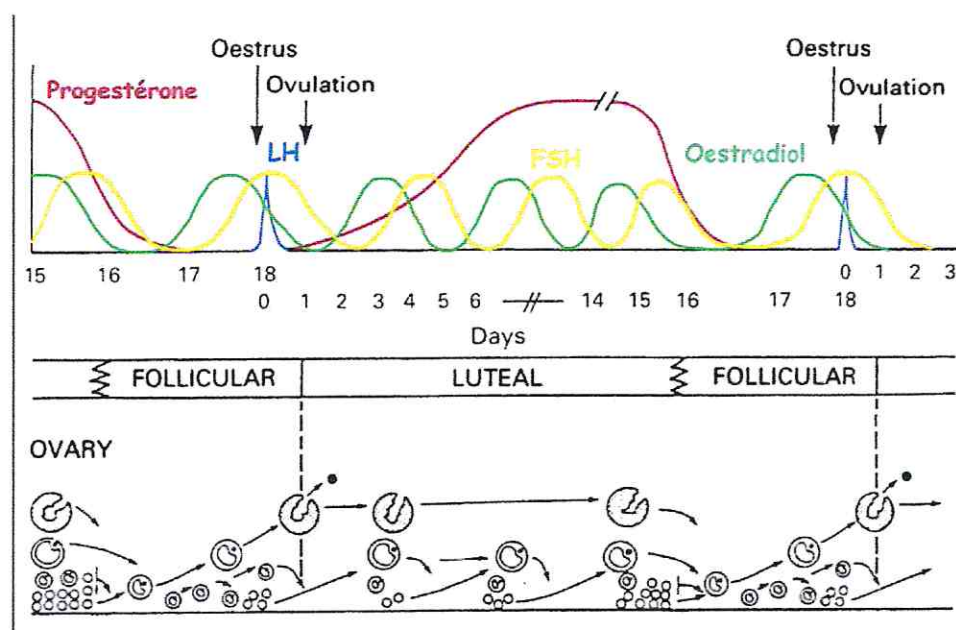 Oestrus
Ovulation
Oestrus
Ovulation
Progestérone
LH
FSH
Oestradiol
15 16 17 18 0 1 2 3
0 1 2 3 4 5 6 14 15 16 17 18
Days
FOLLICULAR LUTEAL FOLLICULAR
OVARY